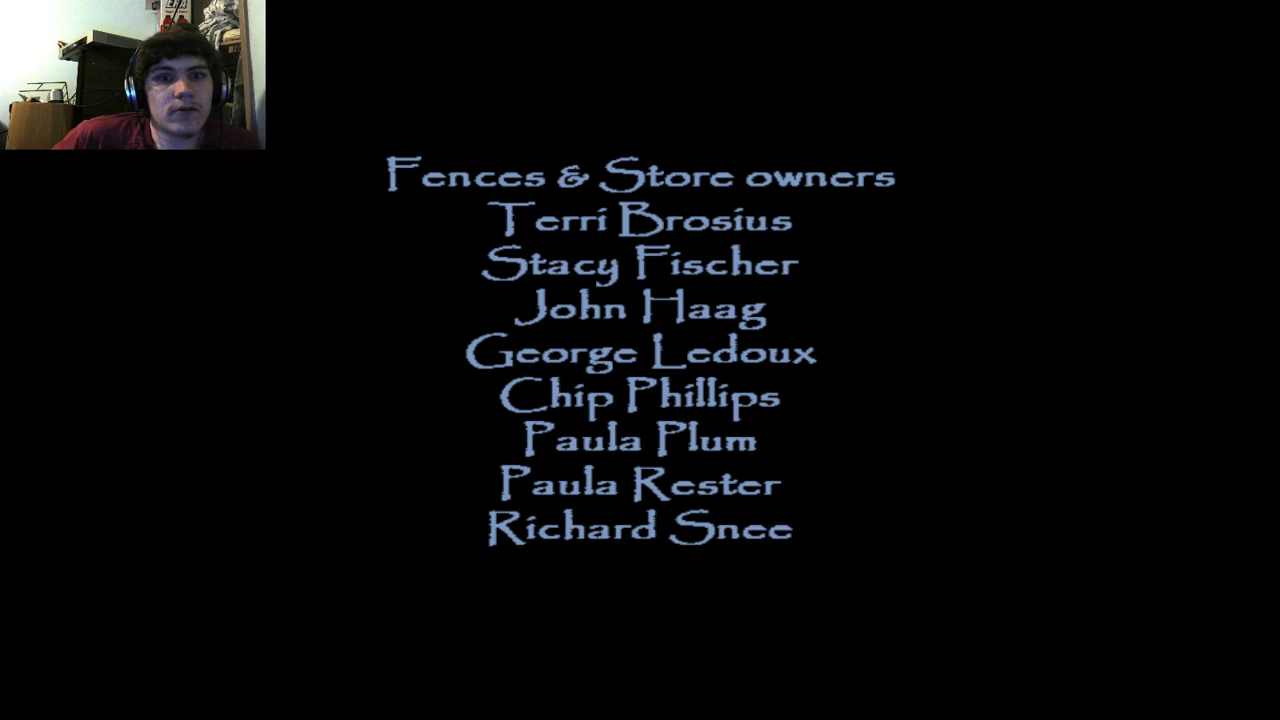 Fences & Store owners
Terri Brosius
Stacy Fischer
John Haag
George Ledoux
Chip Phillips
Paula Plum
Paula Rester
Richard Snee